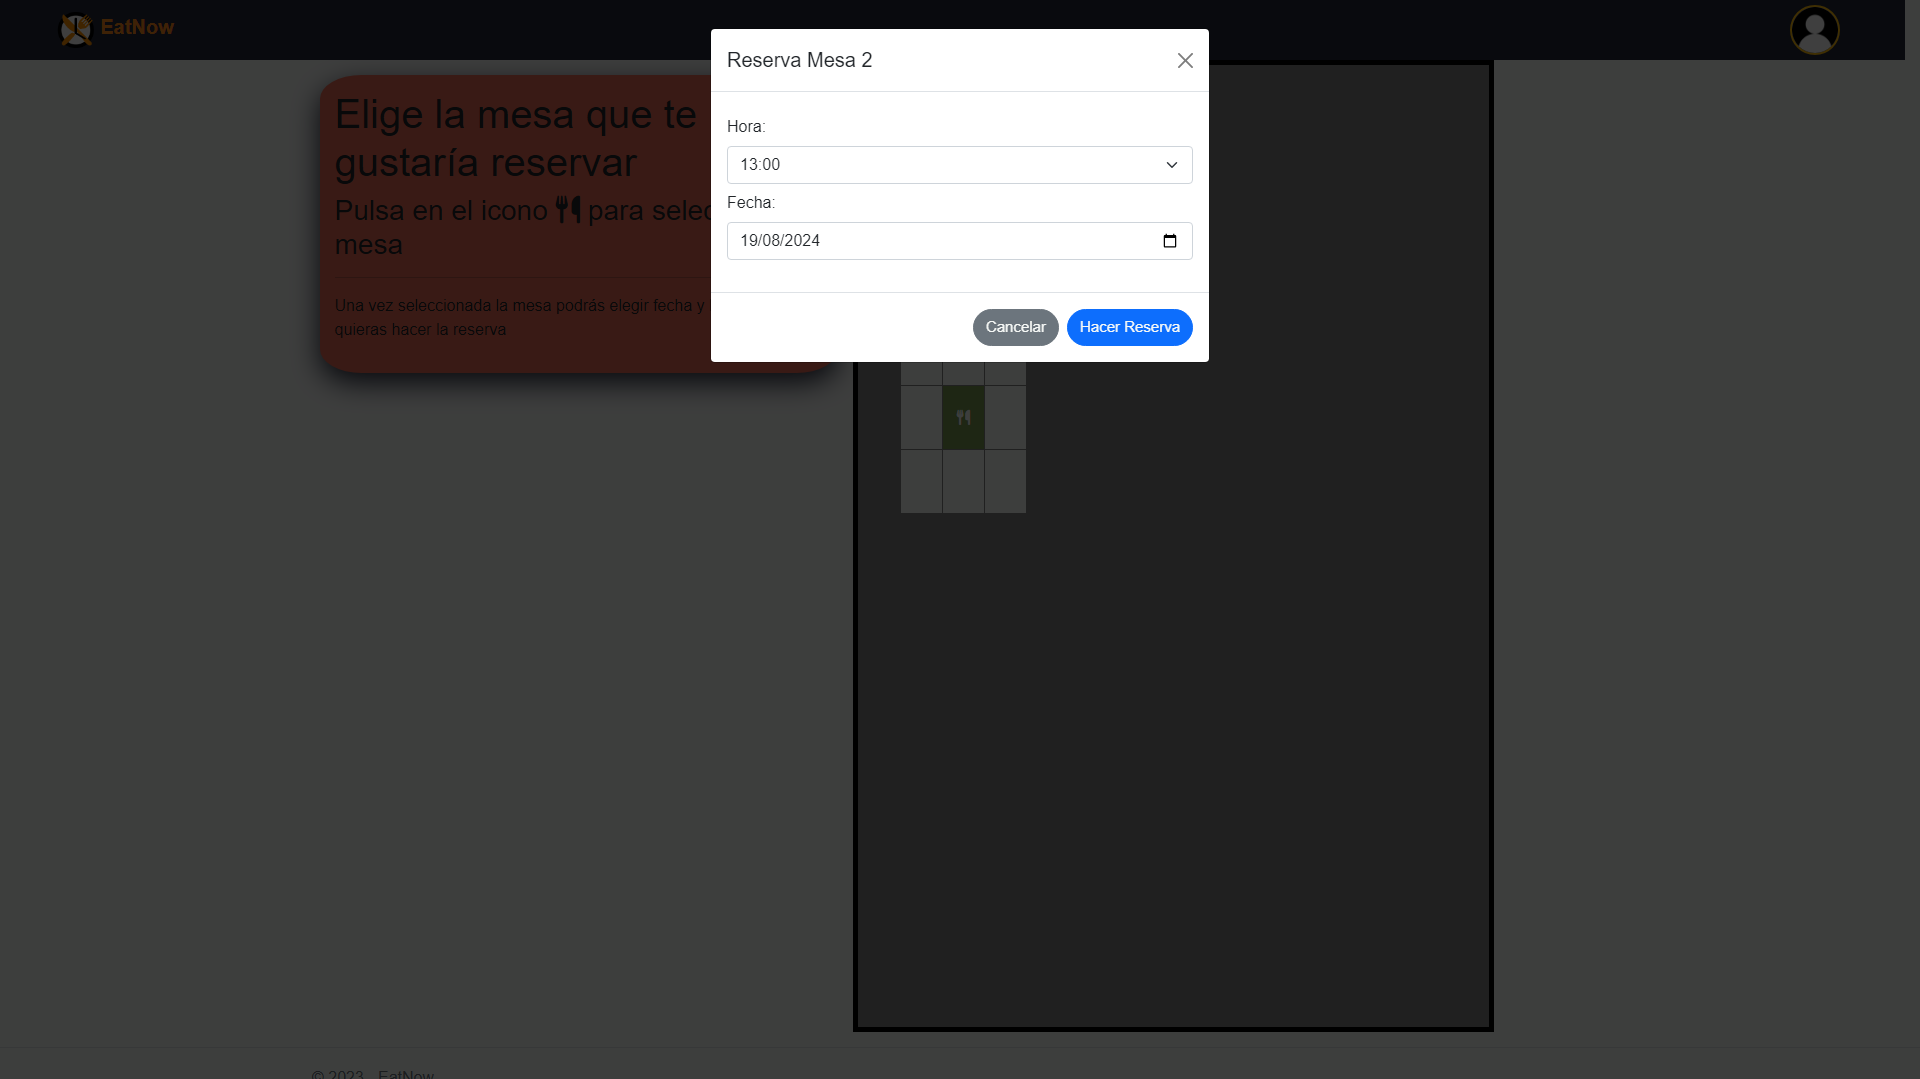 EatNow
Reserva Mesa 2
Hora:
13:00
Fecha:
19/08/2024
Cancelar
Hacer Reserva
Elige la mesa que te
gustaría reservar
Pulsa en el icono para selec
mesa
Una vez seleccionada la mesa podrás elegir fecha y
quieras hacer la reserva
© 2023 EatNow